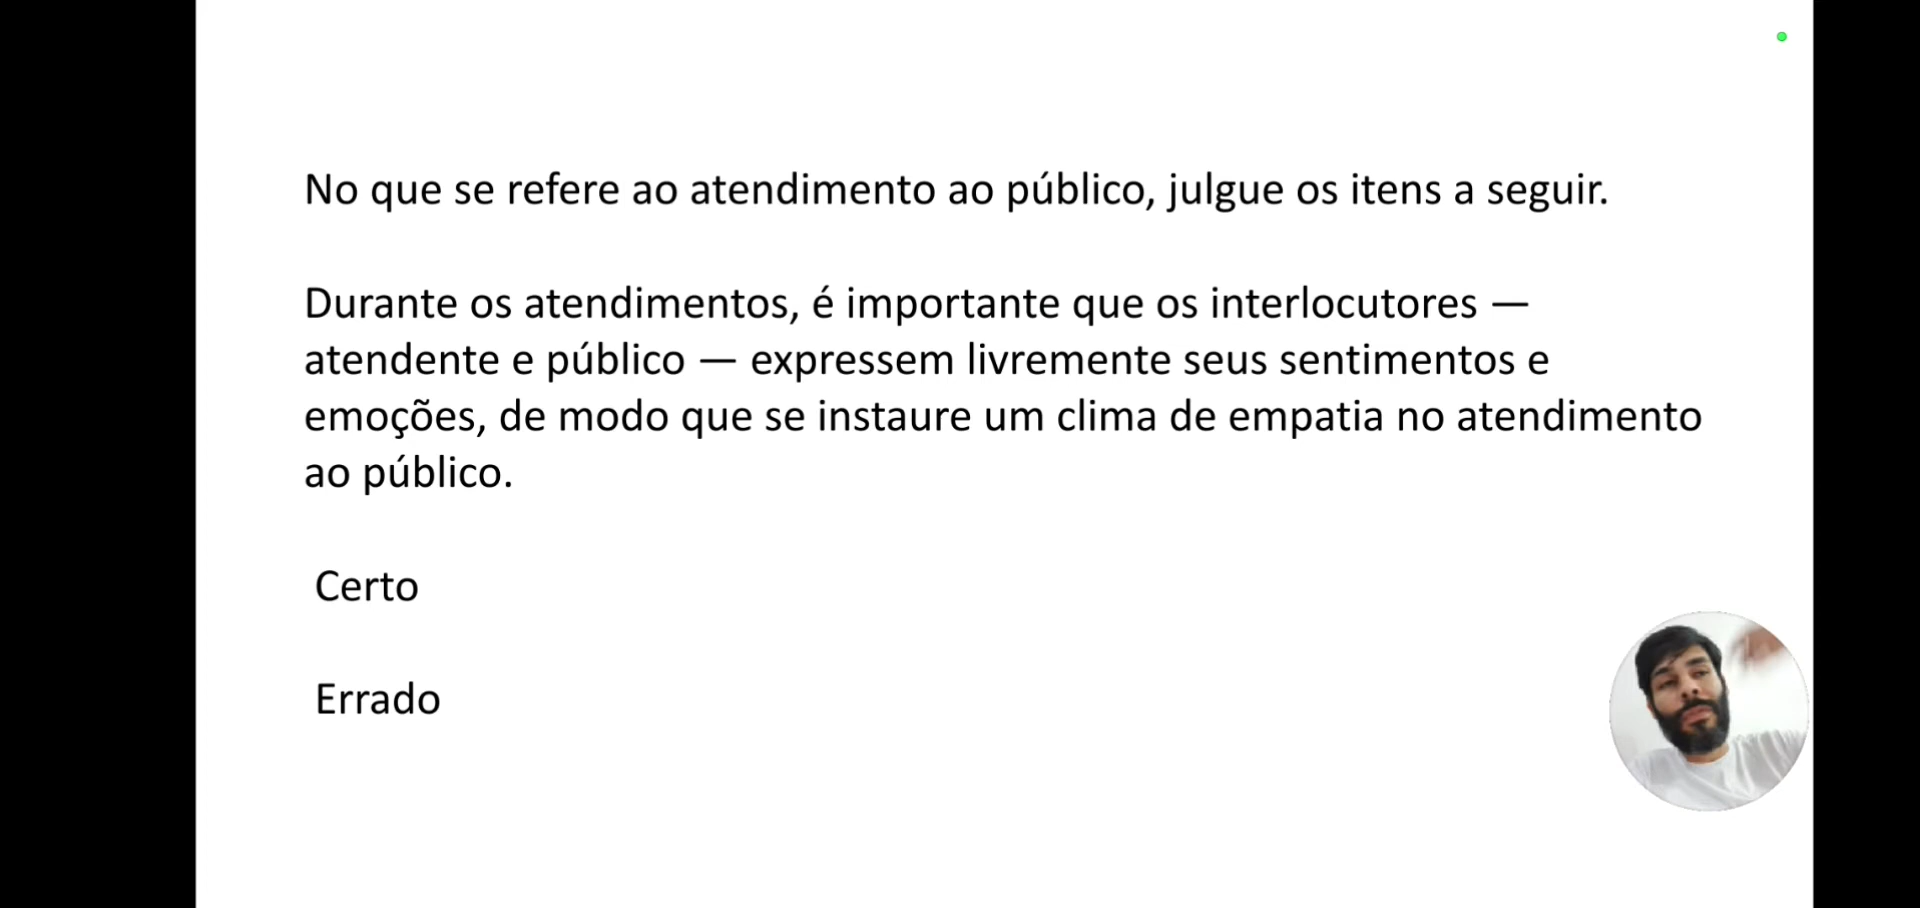 No que se refere ao atendimento ao público, julgue os itens a seguir.
Durante os atendimentos, é importante que os interlocutores —
atendente e público — expressem livremente seus sentimentos e
emoções, de modo que se instaure um clima de empatia no atendimento
ao público.
Certo
Errado